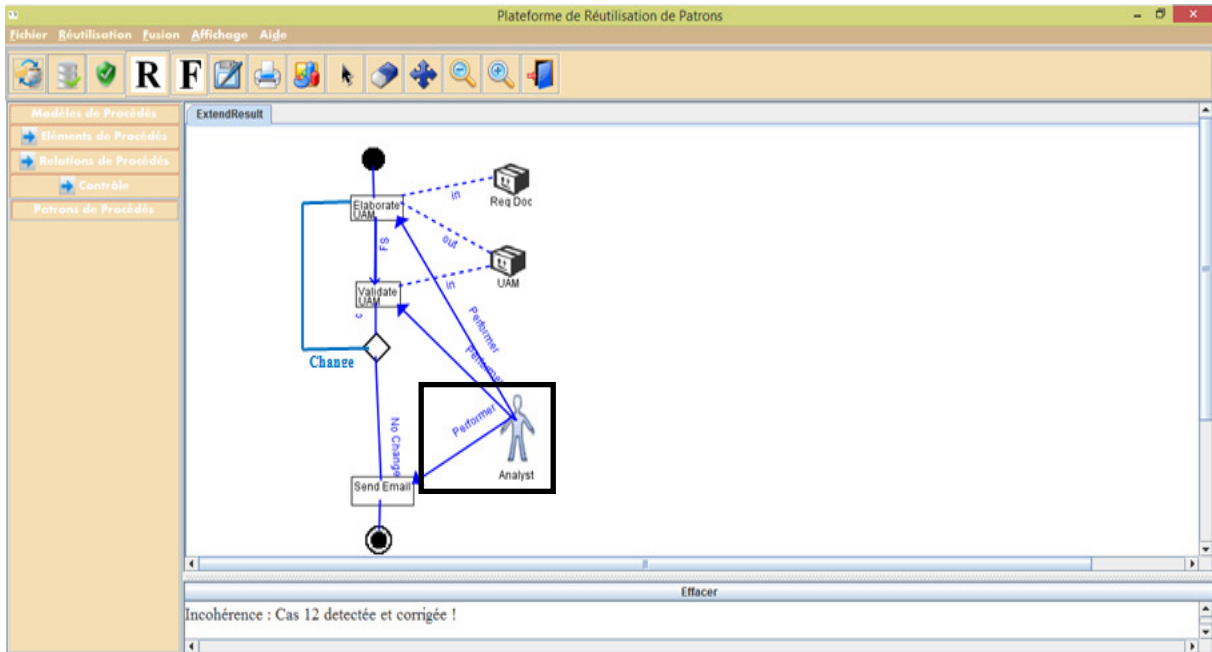 Plateforme de Réutilisation de Patrons
Fichier Réutilisation Fusion Affichage Aide
R F
Modèles de Procédés
Eléments de Procédés
Relations de Procédés
Contrôle
Patrons de Procédés
ExtendResult
Elaborate
UAM
in
Req Doc
out
FS
UAM
in
Validate
UAM
c
Performer
Performer
Change
Performer
No Change
Analyst
Send Email
Effacer
Incohérence : Cas 12 detectée et corrigée !